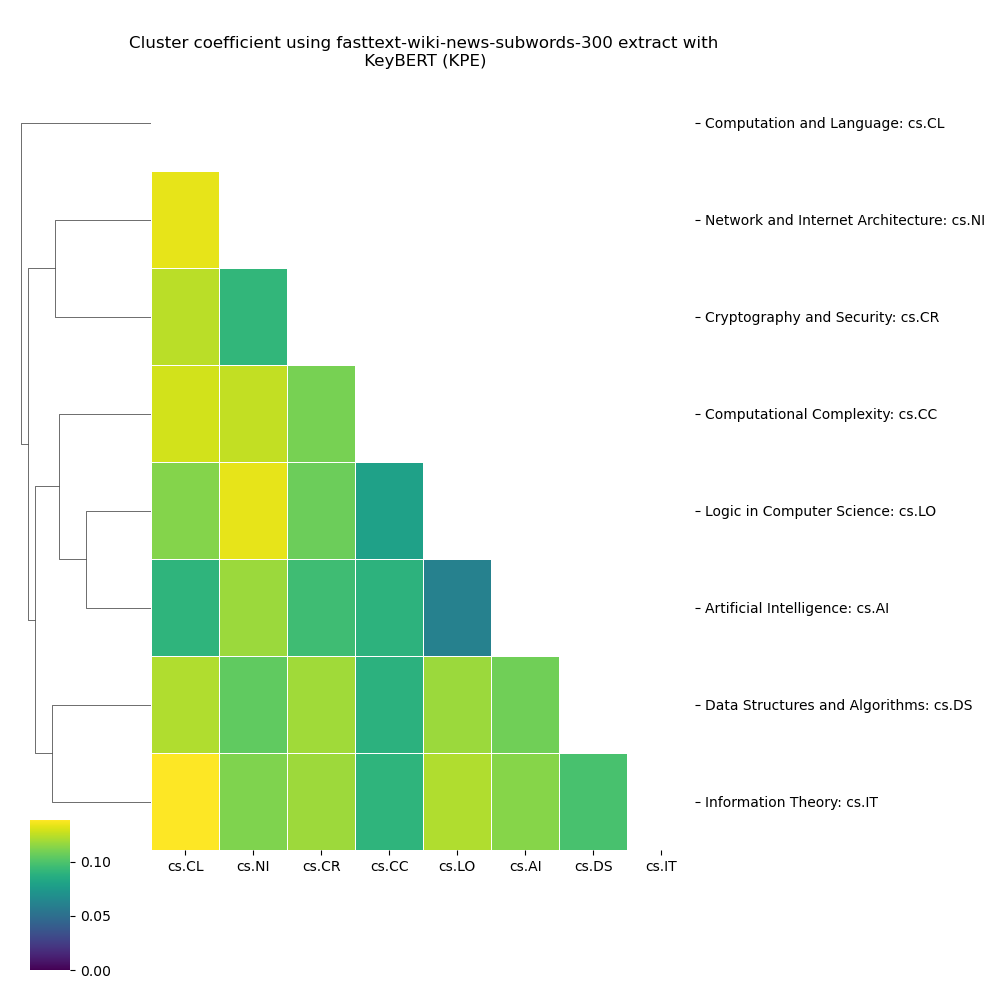 Cluster coefficient using fasttext-wiki-news-subwords-300 extract with
KeyBERT (KPE)
Computation and Language: cs.CL
Network and Internet Architecture: cs.NI
Cryptography and Security: cs.CR
Computational Complexity: cs.CC
Logic in Computer Science: cs.LO
Artificial Intelligence: cs.AI
Data Structures and Algorithms: cs.DS
Information Theory: cs.IT
cs.CL cs.NI cs.CR cs.CC cs.LO cs.AI cs.DS cs.IT
0.10
0.05
0.00